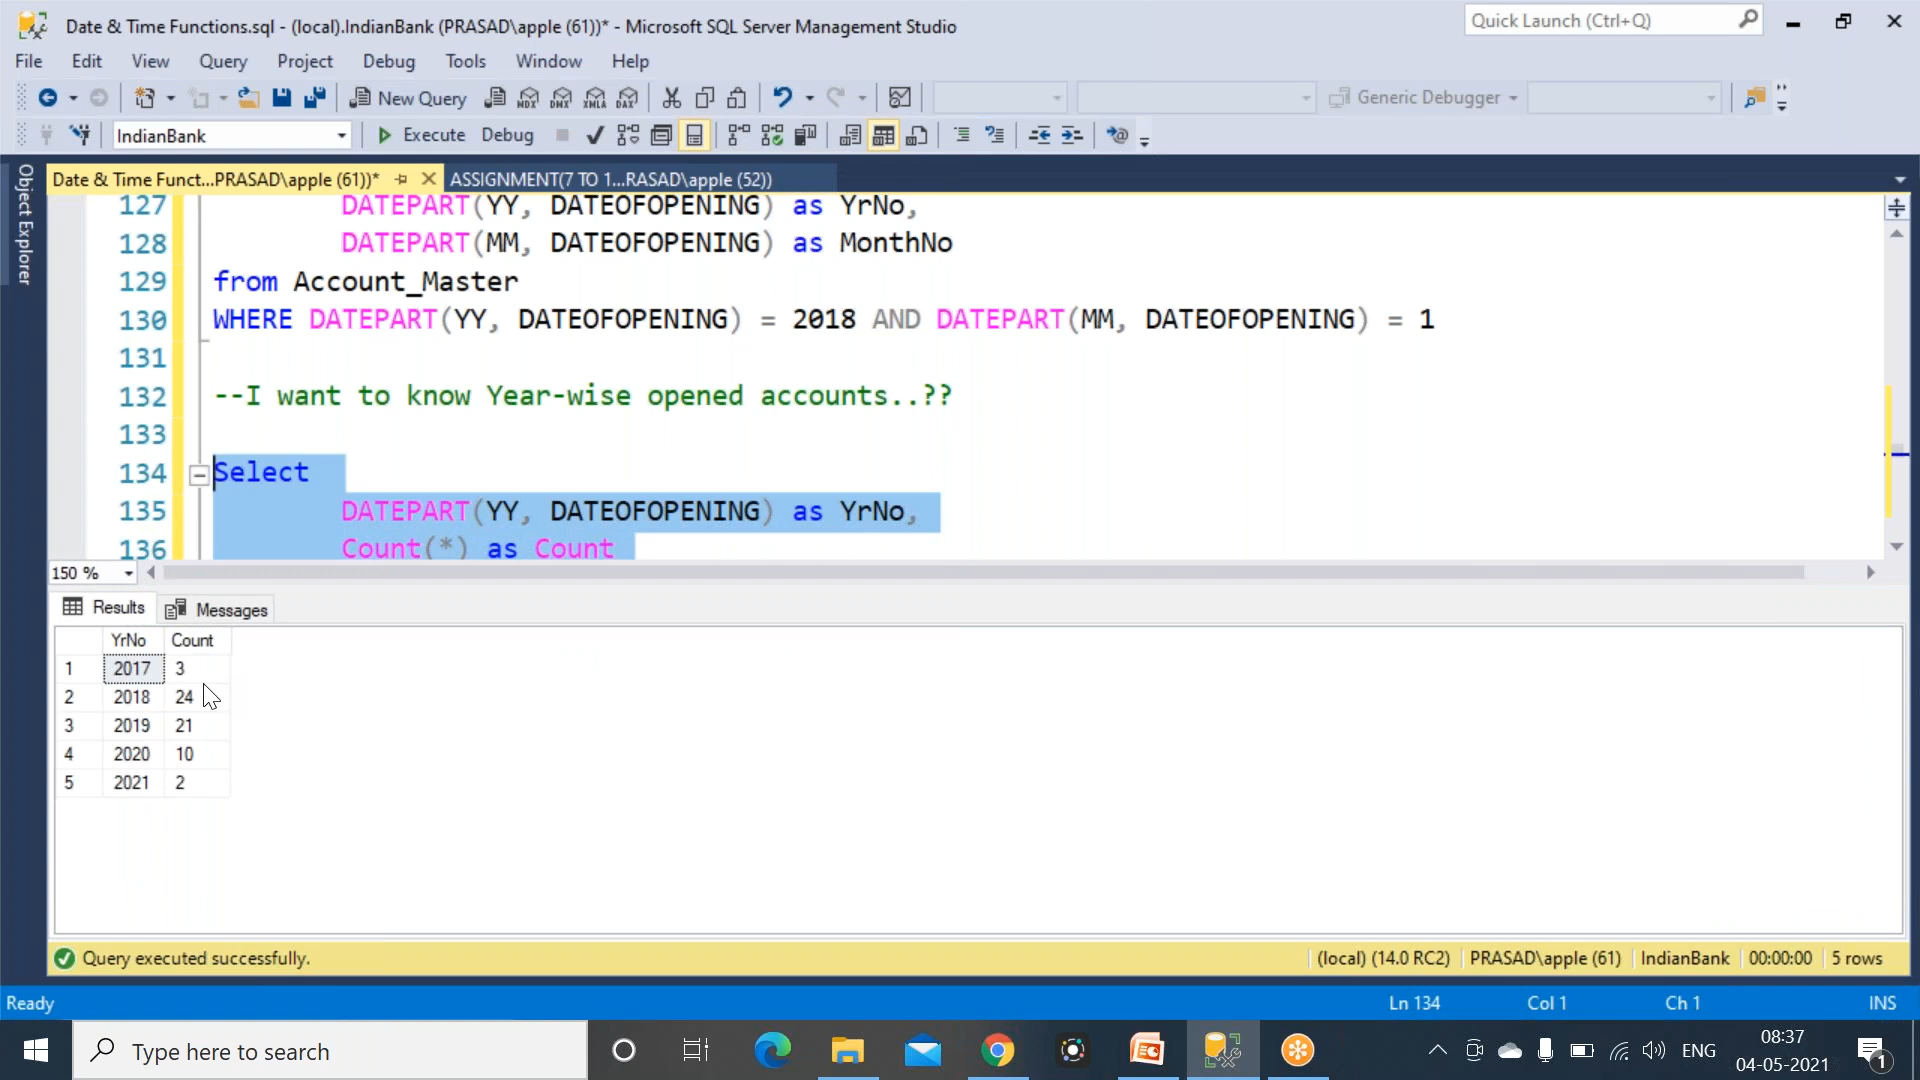 Date & Time Functions.sql - (local).IndianBank (PRASAD\apple (61))* - Microsoft SQL Server Management Studio
Quick Launch (Ctrl+Q)
File Edit View Query Project Debug Tools Window Help
New Query MDX DMX XMLA DAX Generic Debugger
IndianBank Execute Debug
Object Explorer
Date & Time Funct...PRASAD\apple (61))* ASSIGNMENT(7 TO 1...RASAD\apple (52))
127 DATEPART(YY, DATEOFOPENING) as YrNo,
128 DATEPART(MM, DATEOFOPENING) as MonthNo
129 from Account_Master
130 WHERE DATEPART(YY, DATEOFOPENING) = 2018 AND DATEPART(MM, DATEOFOPENING) = 1
131
132 --I want to know Year-wise opened accounts..??
133
134 Select
135 DATEPART(YY, DATEOFOPENING) as YrNo,
136 Count(*) as Count
150 %
Results Messages
YrNo Count
1 2017 3
2 2018 24
3 2019 21
4 2020 10
5 2021 2
Query executed successfully. (local) (14.0 RC2) PRASAD\apple (61) IndianBank 00:00:00 5 rows
Ready Ln 134 Col 1 Ch 1 INS
Type here to search ENG 08:37
04-05-2021 1